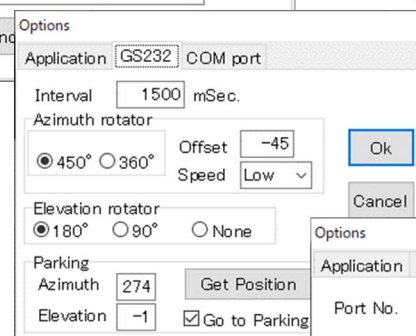 Options
Application GS232 COM port
Interval 1500 mSec.
Azimuth rotator
450° 360°
Offset -45
Speed Low
Ok
Cancel
Elevation rotator
180° 90° None
Parking
Azimuth 274 Get Position
Elevation -1 Go to Parking
Options
Application
Port No.